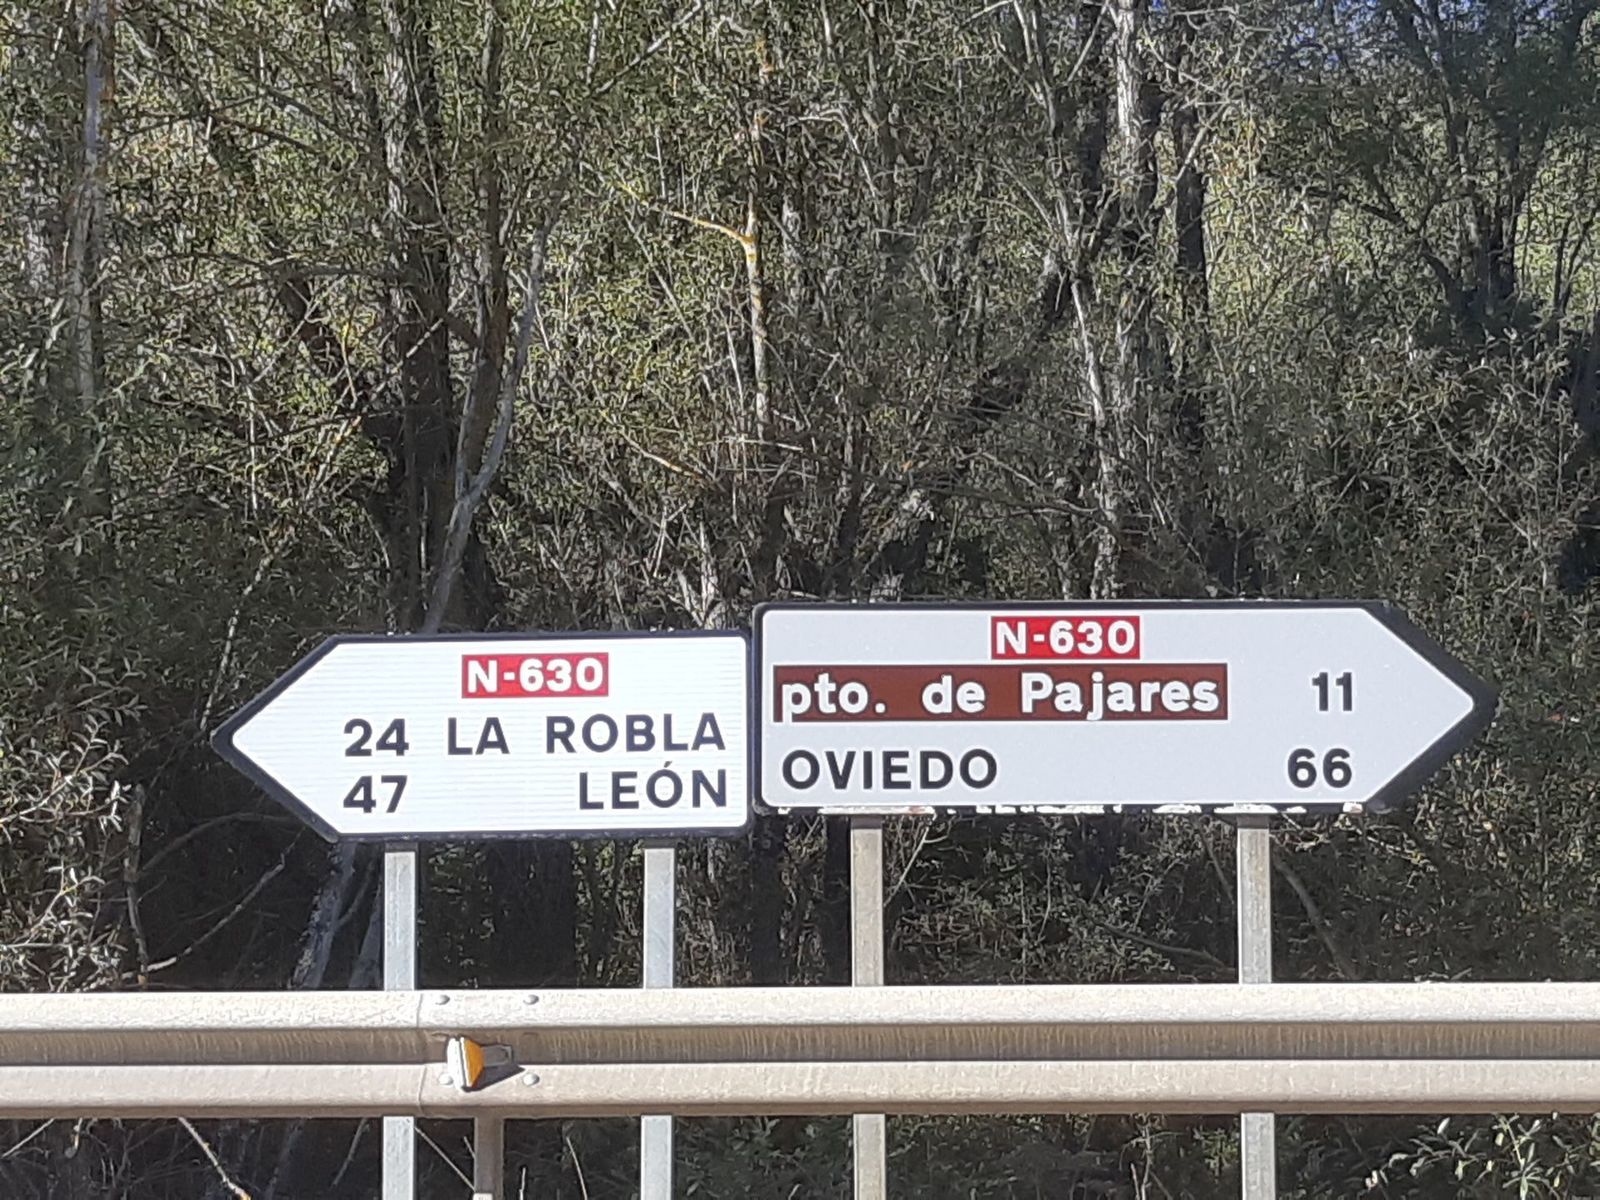 N-630
24 LA ROBLA
47 LEÓN
N-630
pto. de Pajares 11
OVIEDO 66